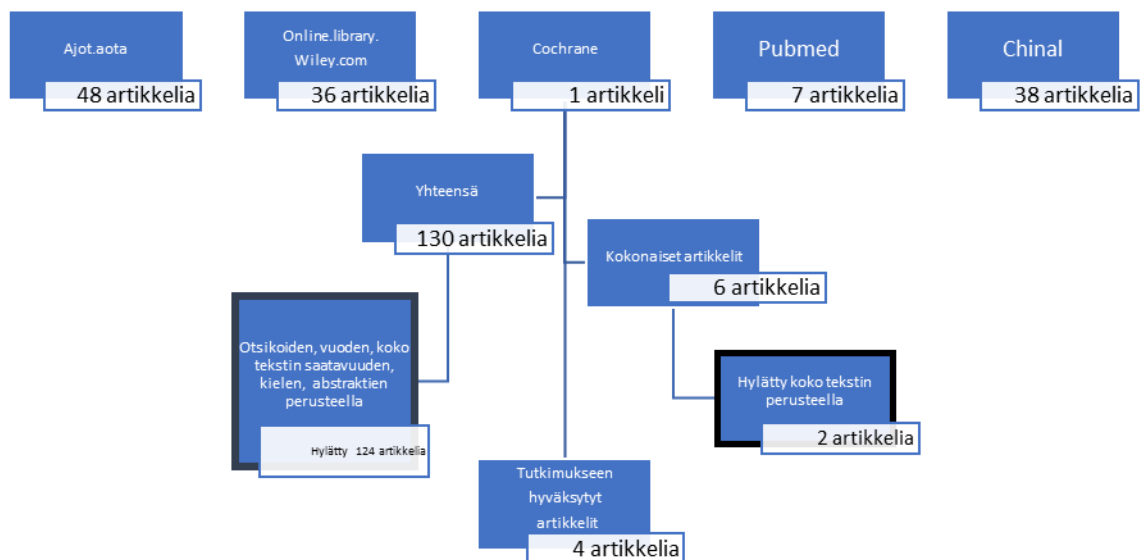 Ajot.aota
48 artikkelia
Online.library.
Wiley.com
36 artikkelia
Cochrane
1 artikkeli
Pubmed
7 artikkelia
Chinal
38 artikkelia
Yhteensä
130 artikkelia
Kokonaiset artikkelit
6 artikkelia
Otsikoiden, vuoden, koko
tekstin saatavuuden,
kielen, abstraktien
perusteella
Hylätty 124 artikkelia
Hylätty koko tekstin
perusteella
2 artikkelia
Tutkimukseen
hyväksytyt
artikkelit
4 artikkelia